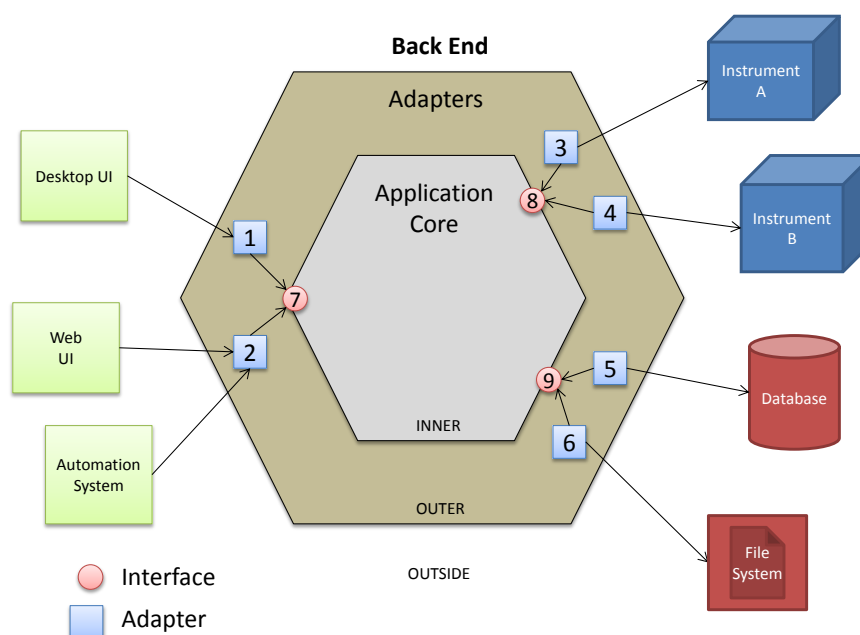 Back End
Adapters
Instrument
A
Desktop UI
3
Application
Core
8
4
Instrument
B
1
7
Web
UI
2
9
5
Database
6
INNER
Automation
System
OUTER
File
System
OUTSIDE
Interface
Adapter